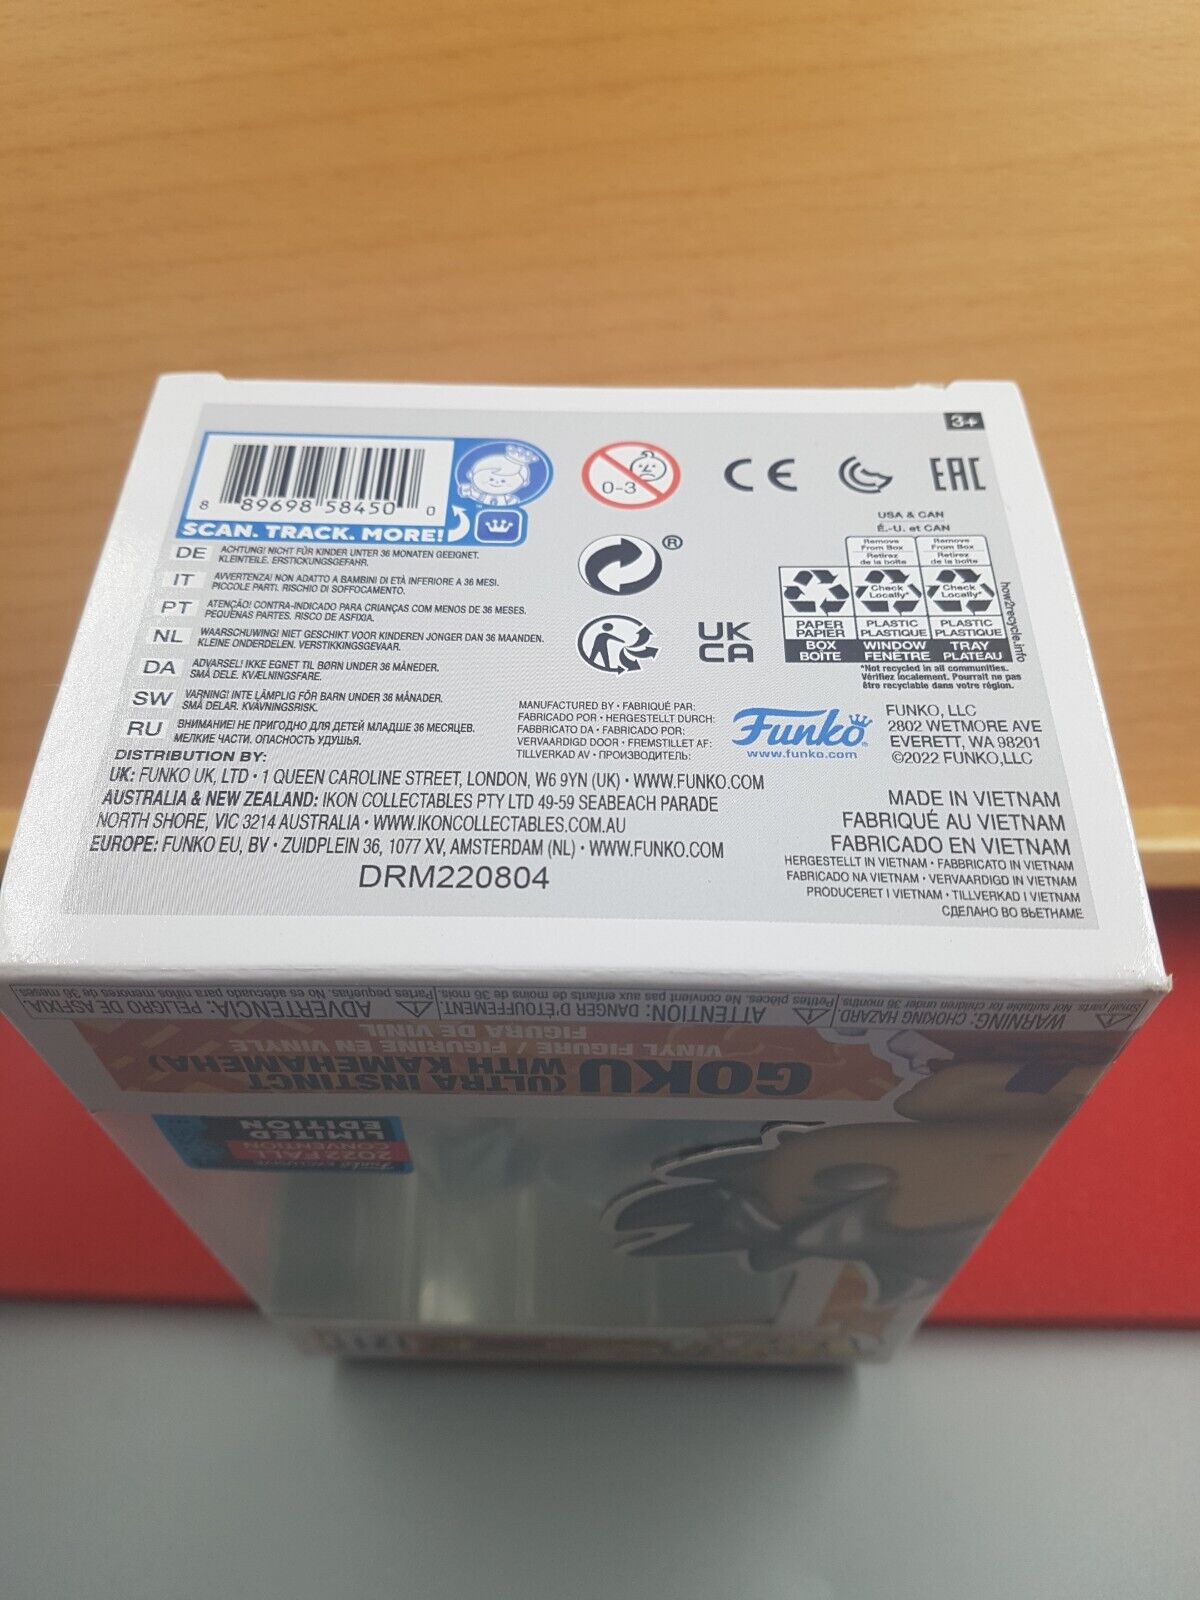 3+
8 89698 58450 0
SCAN. TRACK. MORE!
0-3
CE
EAC
DE ACHTUNG! NICHT FÜR KINDER UNTER 36 MONATEN GEEIGNET.
KLEINTEILE. ERSTICKUNGSGEFAHR.
IT AVVERTENZA! NON ADATTO A BAMBINI DI ETÀ INFERIORE A 36 MESI.
PICCOLE PARTI. RISCHIO DI SOFFOCAMENTO.
PT ATENÇÃO! CONTRA-INDICADO PARA CRIANÇAS COM MENOS DE 36 MESES.
PEQUENAS PARTES. RISCO DE ASFIXIA.
NL WAARSCHUWING! NIET GESCHIKT VOOR KINDEREN JONGER DAN 36 MAANDEN.
KLEINE ONDERDELEN. VERSTIKKINGSGEVAAR.
DA ADVARSEL! IKKE EGNET TIL BØRN UNDER 36 MÅNEDER.
SMÅ DELE. KVÆLNINGSFARE.
SW VARNING! INTE LÄMPLIG FÖR BARN UNDER 36 MÅNADER.
SMÅ DELAR. KVÄVNINGSRISK.
RU ВНИМАНИЕ! НЕ ПРИГОДНО ДЛЯ ДЕТЕЙ МЛАДШЕ 36 МЕСЯЦЕВ.
МЕЛКИЕ ЧАСТИ. ОПАСНОСТЬ УДУШЬЯ.
®
UK
CA
USA & CAN
É.-U. et CAN
Remove From Box Retirez de la boîte
Remove From Box Retirez de la boîte
Check Locally*
Check Locally*
PAPER PAPIER
PLASTIC PLASTIQUE
PLASTIC PLASTIQUE
BOX BOÎTE
WINDOW FENÊTRE
TRAY PLATEAU
how2recycle.info
*Not recycled in all communities.
Vérifiez localement. Pourrait ne pas
être recyclable dans votre région.
MANUFACTURED BY • FABRIQUÉ PAR:
FABRICADO POR • HERGESTELLT DURCH:
FABBRICATO DA • FABRICADO POR:
VERVAARDIGD DOOR • FREMSTILLET AF:
TILLVERKAD AV • ПРОИЗВОДИТЕЛЬ:
Funko
www.funko.com
FUNKO, LLC
2802 WETMORE AVE
EVERETT, WA 98201
©2022 FUNKO,LLC
DISTRIBUTION BY:
UK: FUNKO UK, LTD • 1 QUEEN CAROLINE STREET, LONDON, W6 9YN (UK) • WWW.FUNKO.COM
AUSTRALIA & NEW ZEALAND: IKON COLLECTABLES PTY LTD 49-59 SEABEACH PARADE
NORTH SHORE, VIC 3214 AUSTRALIA • WWW.IKONCOLLECTABLES.COM.AU
EUROPE: FUNKO EU, BV • ZUIDPLEIN 36, 1077 XV, AMSTERDAM (NL) • WWW.FUNKO.COM
DRM220804
MADE IN VIETNAM
FABRIQUÉ AU VIETNAM
FABRICADO EN VIETNAM
HERGESTELLT IN VIETNAM • FABBRICATO IN VIETNAM
FABRICADO NA VIETNAM • VERVAARDIGD IN VIETNAM
PRODUCERET I VIETNAM • TILLVERKAD I VIETNAM
СДЕЛАНО ВО ВЬЕТНАМЕ
WARNING: CHOKING HAZARD. Small parts. Not suitable for children under 36 months.
ATTENTION: DANGER D'ÉTOUFFEMENT. Petites pièces. Ne convient pas aux enfants de moins de 36 mois.
ADVERTENCIA: PELIGRO DE ASFIXIA. Partes pequeñas. No es adecuado para niños menores de 36 meses.
GOKU (ULTRA INSTINCT
WITH KAMEHAMEHA)
VINYL FIGURE / FIGURINE EN VINYLE
FIGURA DE VINIL
Funko EXCLUSIVE
2022 FALL
CONVENTION
LIMITED
EDITION